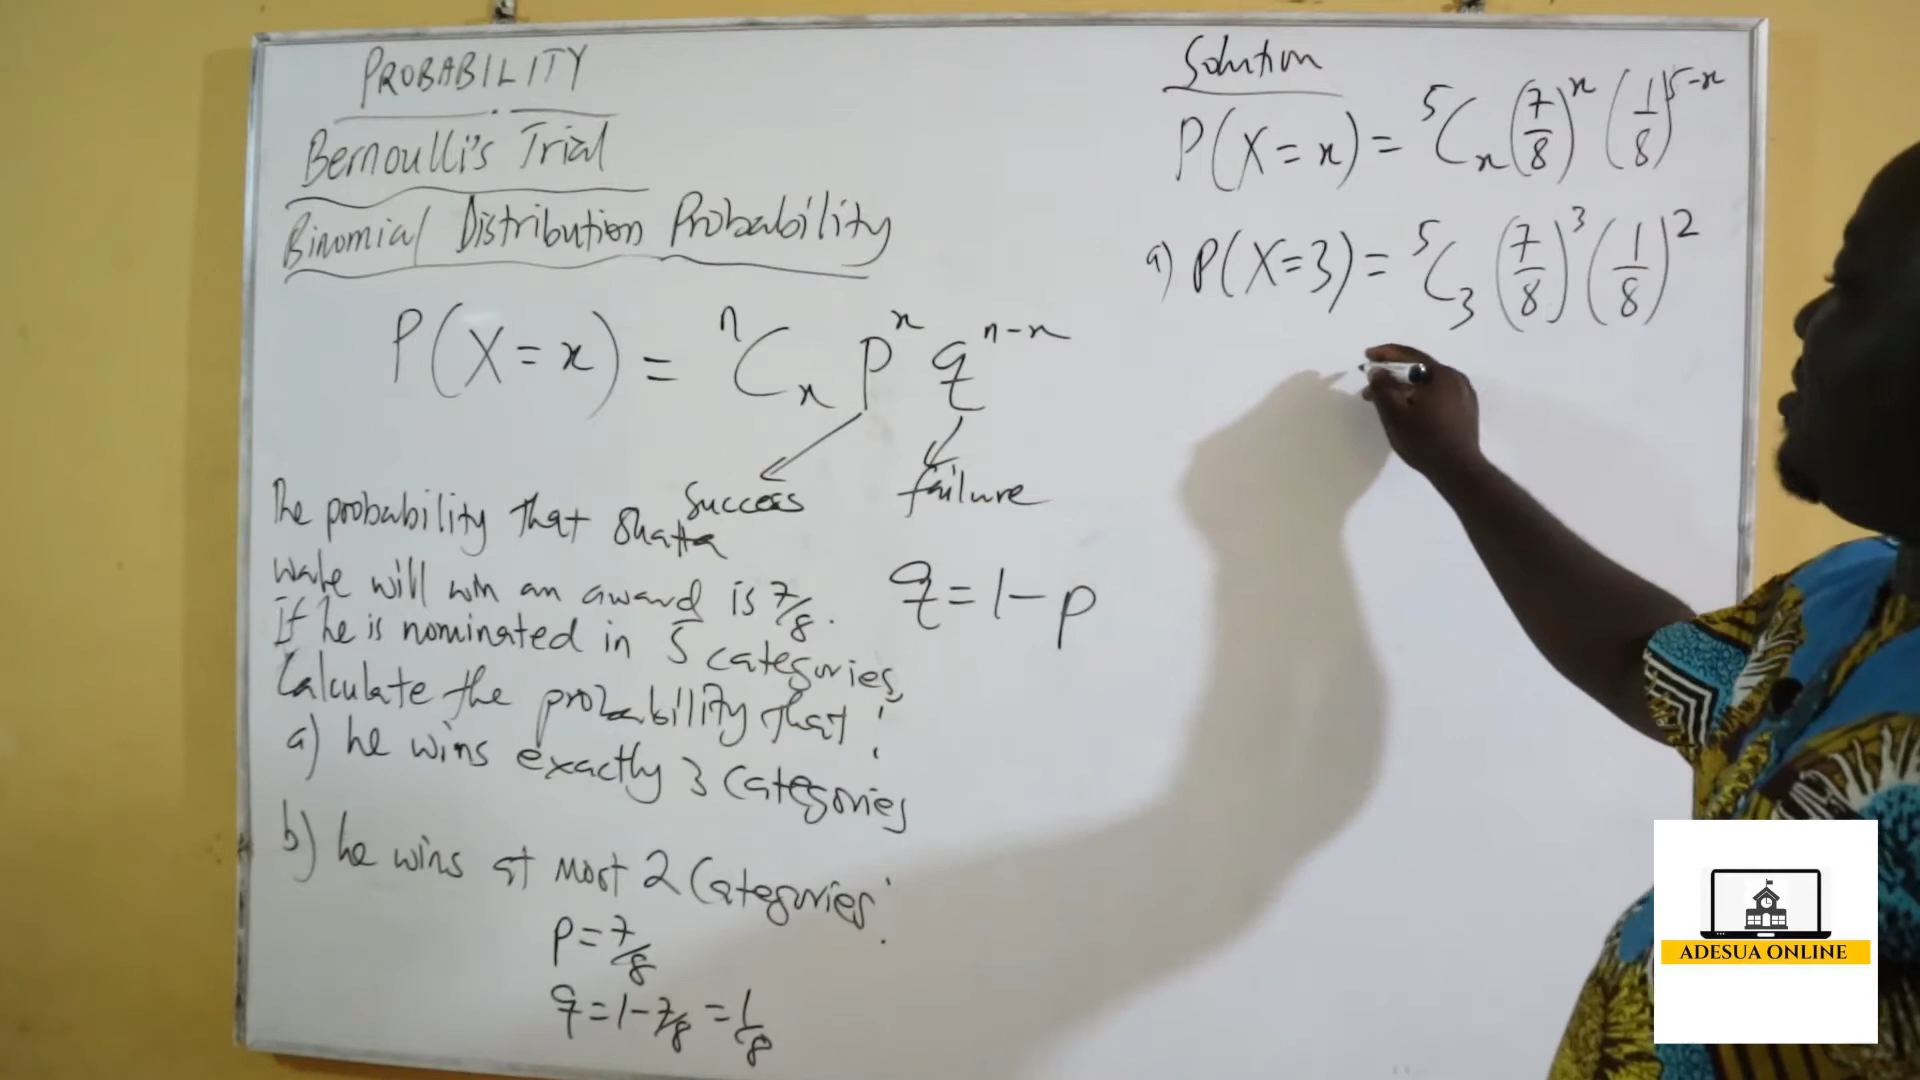 PROBABILITY
Bernoulli's Trial
Binomial Distribution Probability
P(X=x) = ⁿCₓ pˣ qⁿ⁻ˣ
success
failure
q = 1 - p
The probability that Shatta
wale will win an award is 7/8.
If he is nominated in 5 categories,
Calculate the probability that:
a) he wins exactly 3 Categories
b) he wins at most 2 Categories.
p = 7/8
q = 1 - 7/8 = 1/8
Solution
P(X=x) = ⁵Cₓ (7/8)ˣ (1/8)⁵⁻ˣ
a) P(X=3) = ⁵C₃ (7/8)³ (1/8)²
ADESUA ONLINE